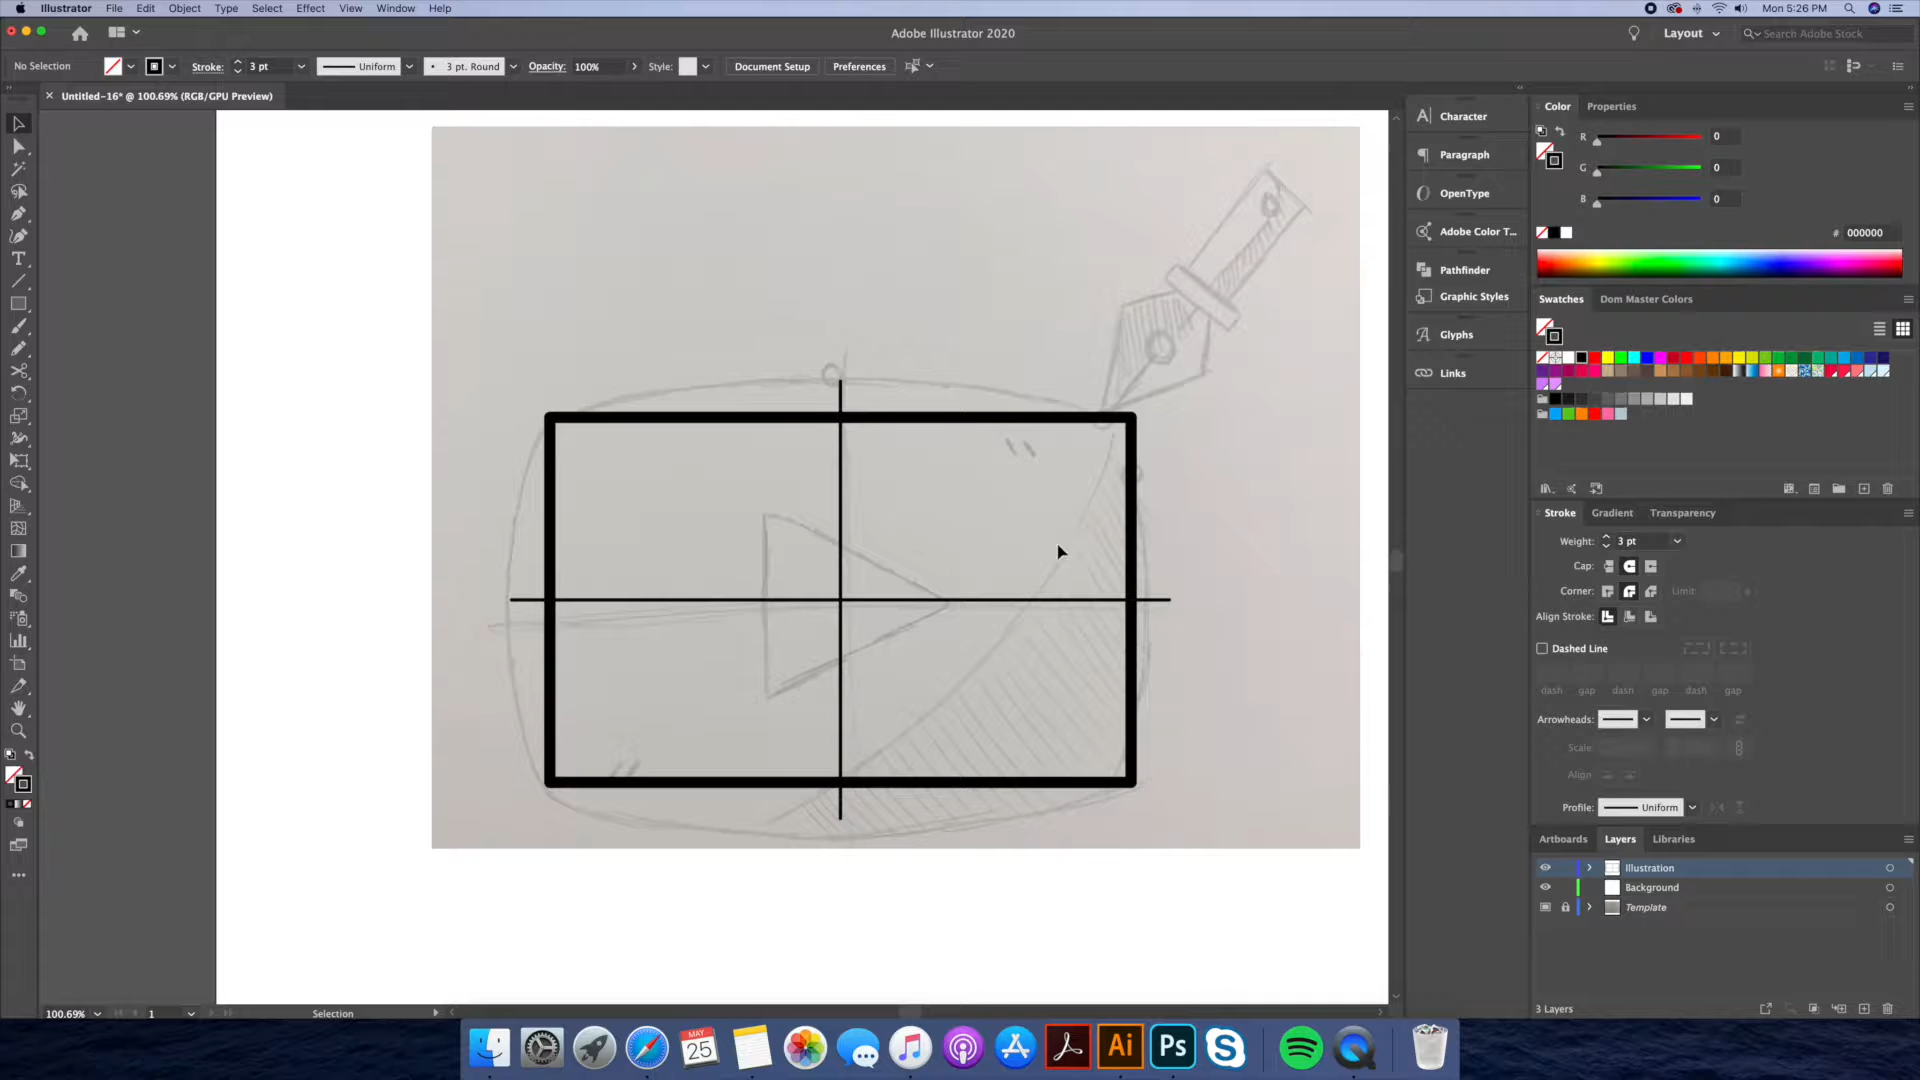 Illustrator File Edit Object Type Select Effect View Window Help Mon 5:26 PM
Adobe Illustrator 2020 Layout Search Adobe Stock
No Selection Stroke: 3 pt Uniform 3 pt. Round Opacity: 100% Style: Document Setup Preferences
Untitled-16* @ 100.69% (RGB/GPU Preview)
Character
Paragraph
OpenType
Adobe Color T...
Pathfinder
Graphic Styles
Glyphs
Links
Color Properties
R 0
G 0
B 0
# 000000
Swatches Dom Master Colors
Stroke Gradient Transparency
Weight: 3 pt
Cap:
Corner: Limit:
Align Stroke:
Dashed Line
dash gap dash gap dash gap
Arrowheads:
Scale:
Align
Profile: Uniform
Artboards Layers Libraries
Illustration
Background
Template
3 Layers
100.69% 1 Selection
MAY
25
Ai
Ps
S